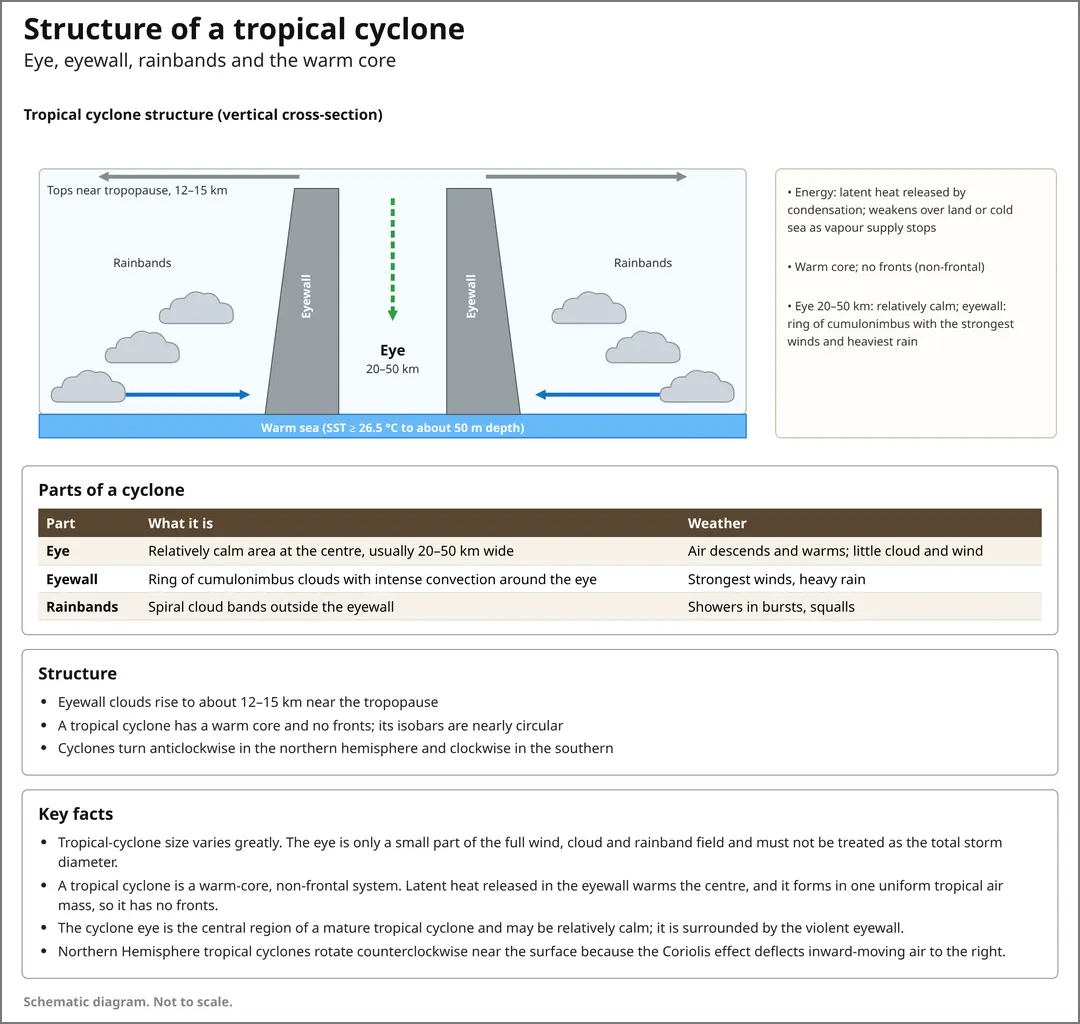 Structure of a tropical cyclone
Eye, eyewall, rainbands and the warm core
Tropical cyclone structure (vertical cross-section)
Tops near tropopause, 12–15 km
Rainbands
Eyewall
Eye
20–50 km
Eyewall
Rainbands
Warm sea (SST ≥ 26.5 °C to about 50 m depth)
• Energy: latent heat released by
condensation; weakens over land or cold
sea as vapour supply stops
• Warm core; no fronts (non-frontal)
• Eye 20–50 km: relatively calm; eyewall:
ring of cumulonimbus with the strongest
winds and heaviest rain
Parts of a cyclone
Part What it is Weather
Eye Relatively calm area at the centre, usually 20–50 km wide Air descends and warms; little cloud and wind
Eyewall Ring of cumulonimbus clouds with intense convection around the eye Strongest winds, heavy rain
Rainbands Spiral cloud bands outside the eyewall Showers in bursts, squalls
Structure
• Eyewall clouds rise to about 12–15 km near the tropopause
• A tropical cyclone has a warm core and no fronts; its isobars are nearly circular
• Cyclones turn anticlockwise in the northern hemisphere and clockwise in the southern
Key facts
• Tropical-cyclone size varies greatly. The eye is only a small part of the full wind, cloud and rainband field and must not be treated as the total storm
diameter.
• A tropical cyclone is a warm-core, non-frontal system. Latent heat released in the eyewall warms the centre, and it forms in one uniform tropical air
mass, so it has no fronts.
• The cyclone eye is the central region of a mature tropical cyclone and may be relatively calm; it is surrounded by the violent eyewall.
• Northern Hemisphere tropical cyclones rotate counterclockwise near the surface because the Coriolis effect deflects inward-moving air to the right.
Schematic diagram. Not to scale.